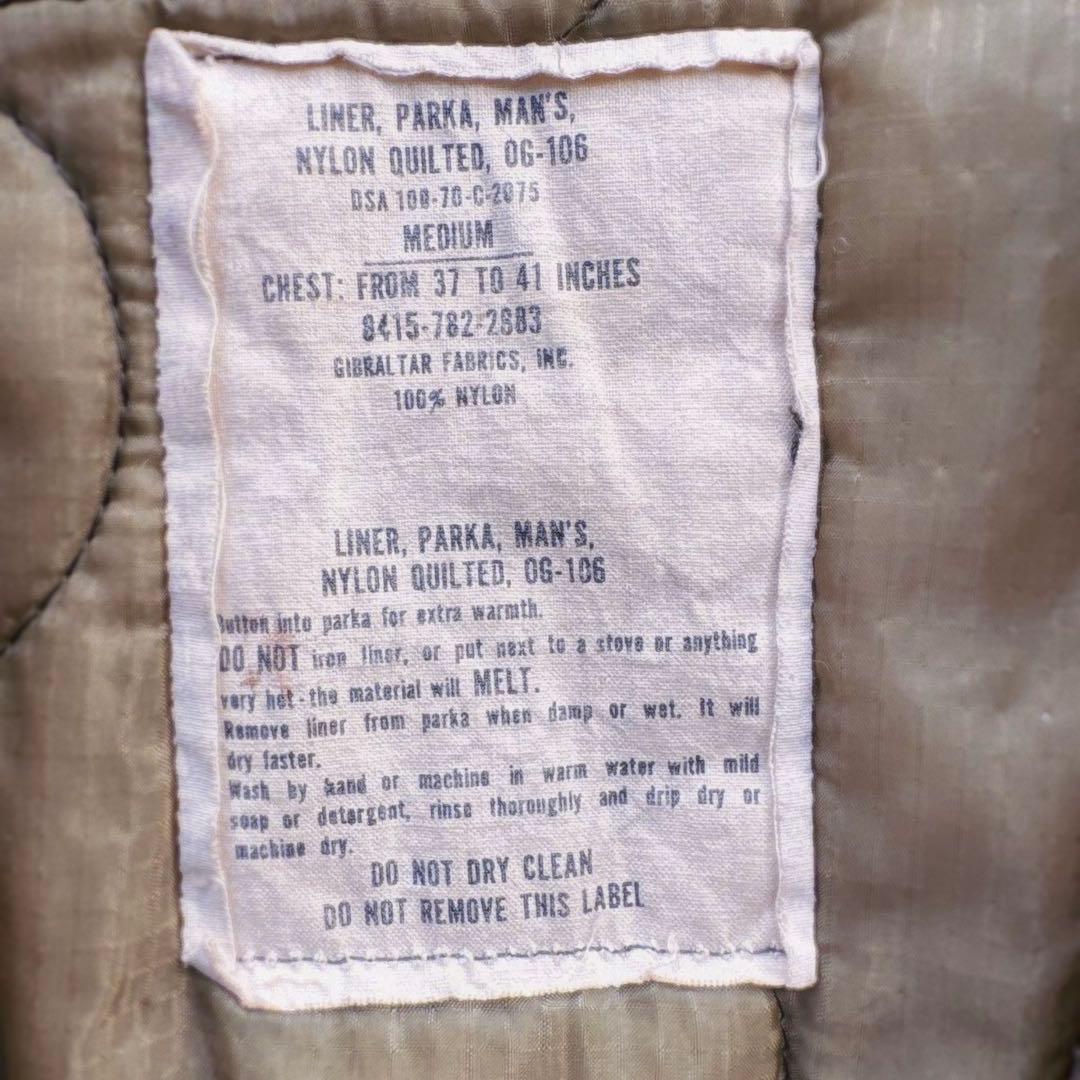 LINER, PARKA, MAN'S,
NYLON QUILTED, OG-106
DSA 100-70-C-2075
MEDIUM
CHEST: FROM 37 TO 41 INCHES
8415-782-2883
GIBRALTAR FABRICS, INC.
100% NYLON
LINER, PARKA, MAN'S,
NYLON QUILTED, OG-106
Button into parka for extra warmth.
DO NOT iron liner, or put next to a stove or anything
very hot - the material will MELT.
Remove liner from parka when damp or wet. It will
dry faster.
Wash by hand or machine in warm water with mild
soap or detergent, rinse thoroughly and drip dry or
machine dry.
DO NOT DRY CLEAN
DO NOT REMOVE THIS LABEL